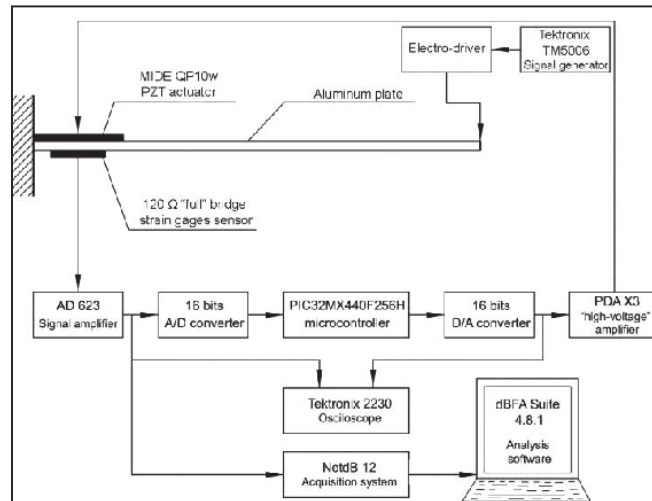 Tektronix
TM5006
Signal generator
Electro-driver
MIDE QP10w
PZT actuator
Aluminum plate
120 Ω "full" bridge
strain gages sensor
AD 623
Signal amplifier
16 bits
A/D converter
PIC32MX440F256H
microcontroller
16 bits
D/A converter
PDA X3
"high-voltage"
amplifier
Tektronix 2230
Osciloscope
dBFA Suite
4.8.1
Analysis
software
NetdB 12
Acquisition system